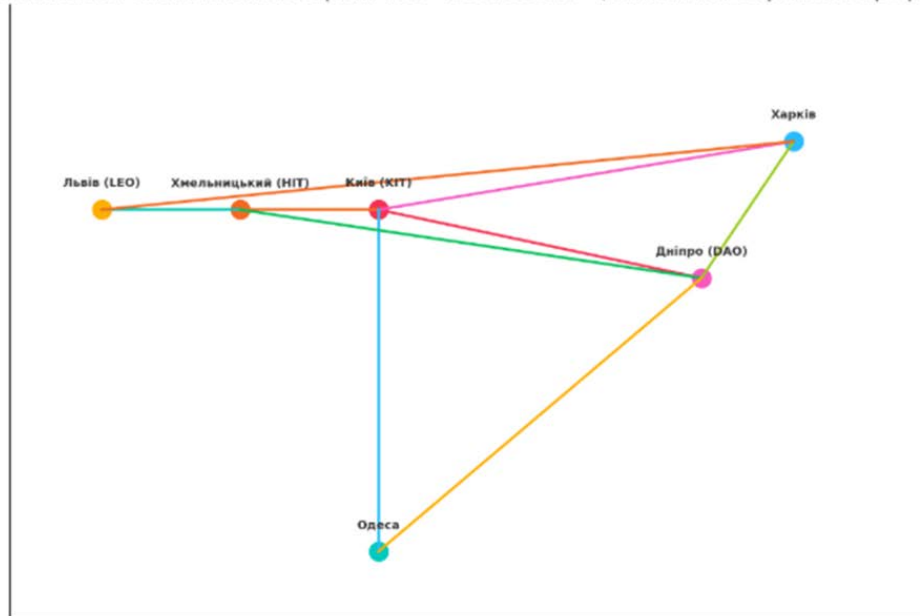 Харків
Львів (LEO) Хмельницький (HIT) Київ (KIT)
Дніпро (DAO)
Одеса